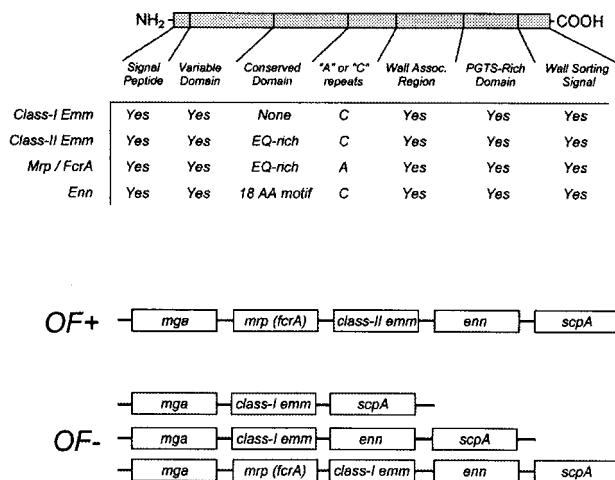 NH2- -COOH
Signal Peptide Variable Domain Conserved Domain "A" or "C" repeats Wall Assoc. Region PGTS-Rich Domain Wall Sorting Signal
Class-I Emm Yes Yes None C Yes Yes Yes
Class-II Emm Yes Yes EQ-rich C Yes Yes Yes
Mrp / FcrA Yes Yes EQ-rich A Yes Yes Yes
Enn Yes Yes 18 AA motif C Yes Yes Yes
OF+ mga mrp (fcrA) class-II emm enn scpA
mga class-I emm scpA
OF- mga class-I emm enn scpA
mga mrp (fcrA) class-I emm enn scpA